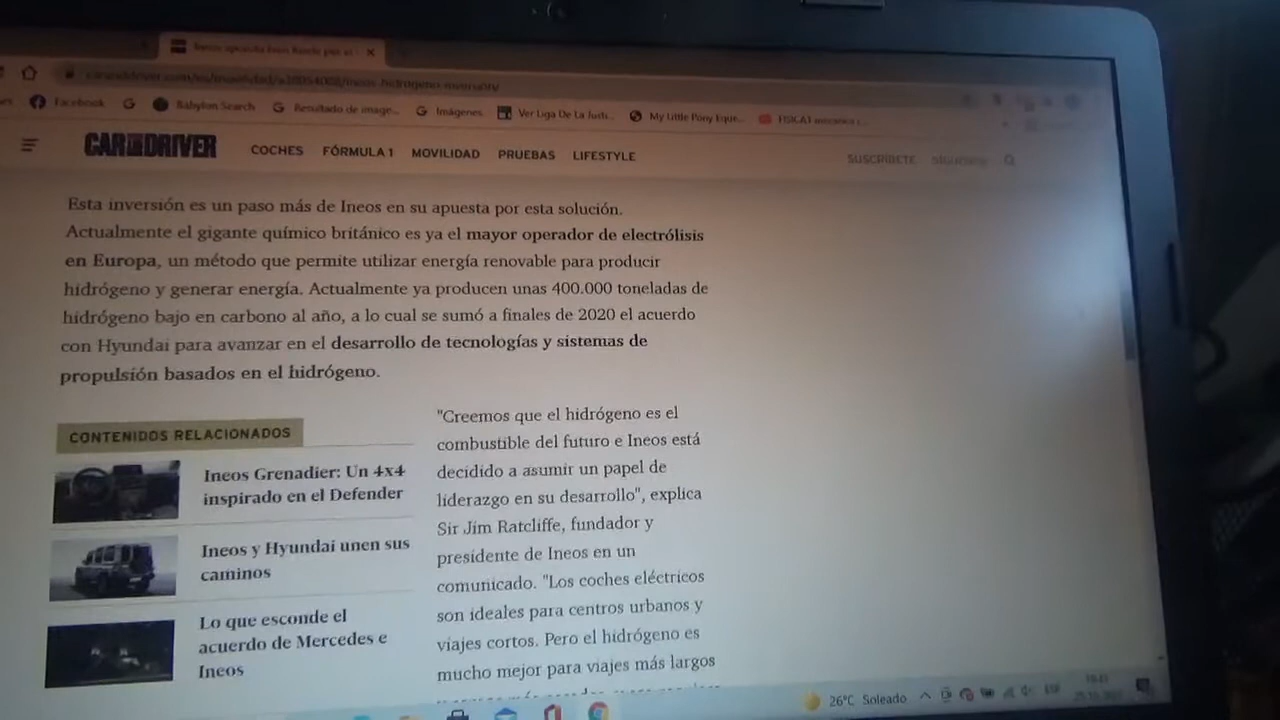 Facebook
Babylon Search
Resultado de image...
Imágenes
Ver Liga De La Justi...
My Little Pony Eque...
CAR AND DRIVER
COCHES FÓRMULA 1 MOVILIDAD PRUEBAS LIFESTYLE SUSCRÍBETE
Esta inversión es un paso más de Ineos en su apuesta por esta solución.
Actualmente el gigante químico británico es ya el mayor operador de electrólisis
en Europa, un método que permite utilizar energía renovable para producir
hidrógeno y generar energía. Actualmente ya producen unas 400.000 toneladas de
hidrógeno bajo en carbono al año, a lo cual se sumó a finales de 2020 el acuerdo
con Hyundai para avanzar en el desarrollo de tecnologías y sistemas de
propulsión basados en el hidrógeno.
CONTENIDOS RELACIONADOS
Ineos Grenadier: Un 4x4
inspirado en el Defender
Ineos y Hyundai unen sus
caminos
Lo que esconde el
acuerdo de Mercedes e
Ineos
"Creemos que el hidrógeno es el
combustible del futuro e Ineos está
decidido a asumir un papel de
liderazgo en su desarrollo", explica
Sir Jim Ratcliffe, fundador y
presidente de Ineos en un
comunicado. "Los coches eléctricos
son ideales para centros urbanos y
viajes cortos. Pero el hidrógeno es
mucho mejor para viajes más largos
26°C Soleado
ESP